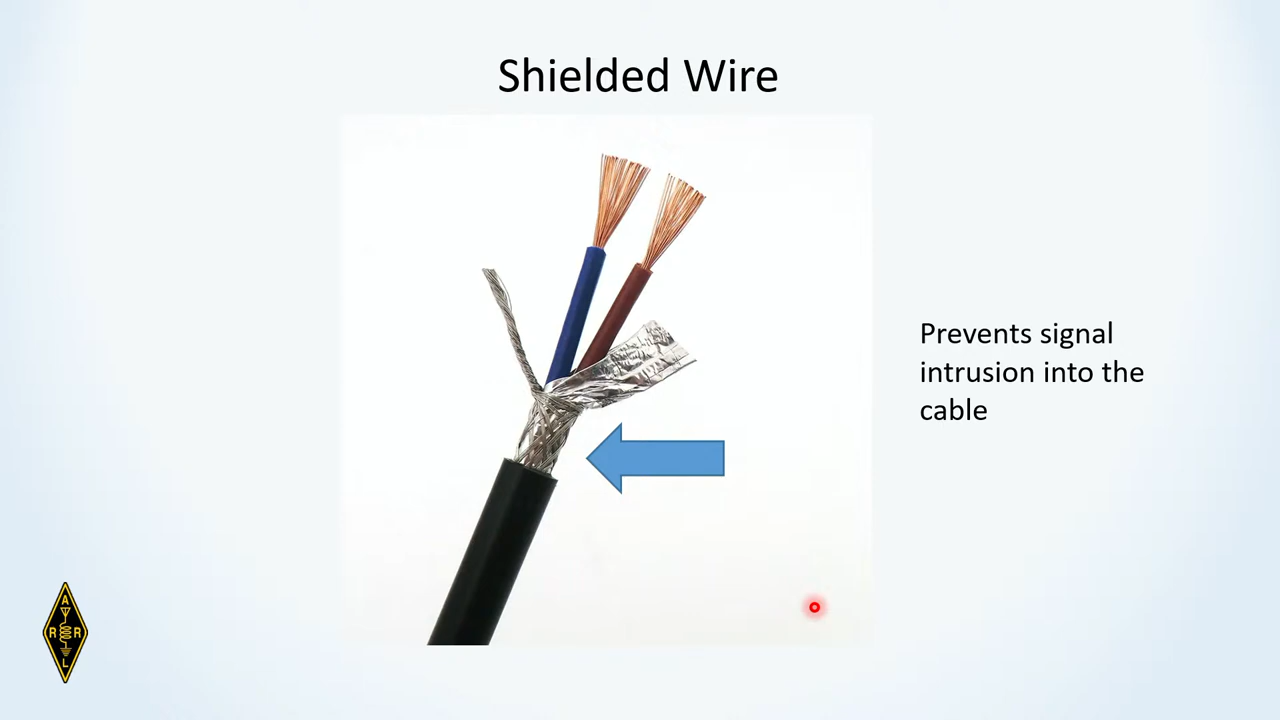 Shielded Wire
Prevents signal
intrusion into the
cable
A
R R
L